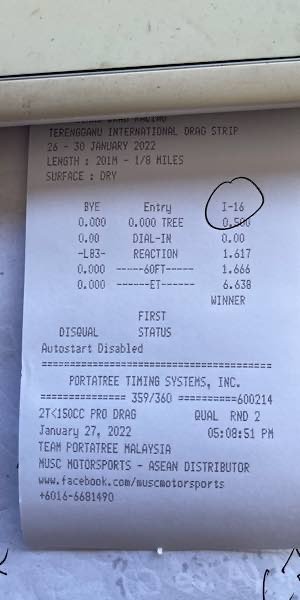 TERENGGANU INTERNATIONAL DRAG STRIP
26 - 30 JANUARY 2022
LENGTH : 201M - 1/8 MILES
SURFACE : DRY
BYE Entry I-16
0.000 0.000 TREE 0.500
0.00 DIAL-IN 0.00
-L83- REACTION 1.617
0.000 -----60FT----- 1.666
0.000 ------ET------ 6.638
WINNER
FIRST
DISQUAL STATUS
Autostart Disabled
=====================================
PORTATREE TIMING SYSTEMS, INC.
=============== 359/360 ==========600214
2T<150CC PRO DRAG QUAL RND 2
January 27, 2022 05:08:51 PM
TEAM PORTATREE MALAYSIA
MUSC MOTORSPORTS - ASEAN DISTRIBUTOR
www.facebook.com/muscmotorsports
+6016-6681490